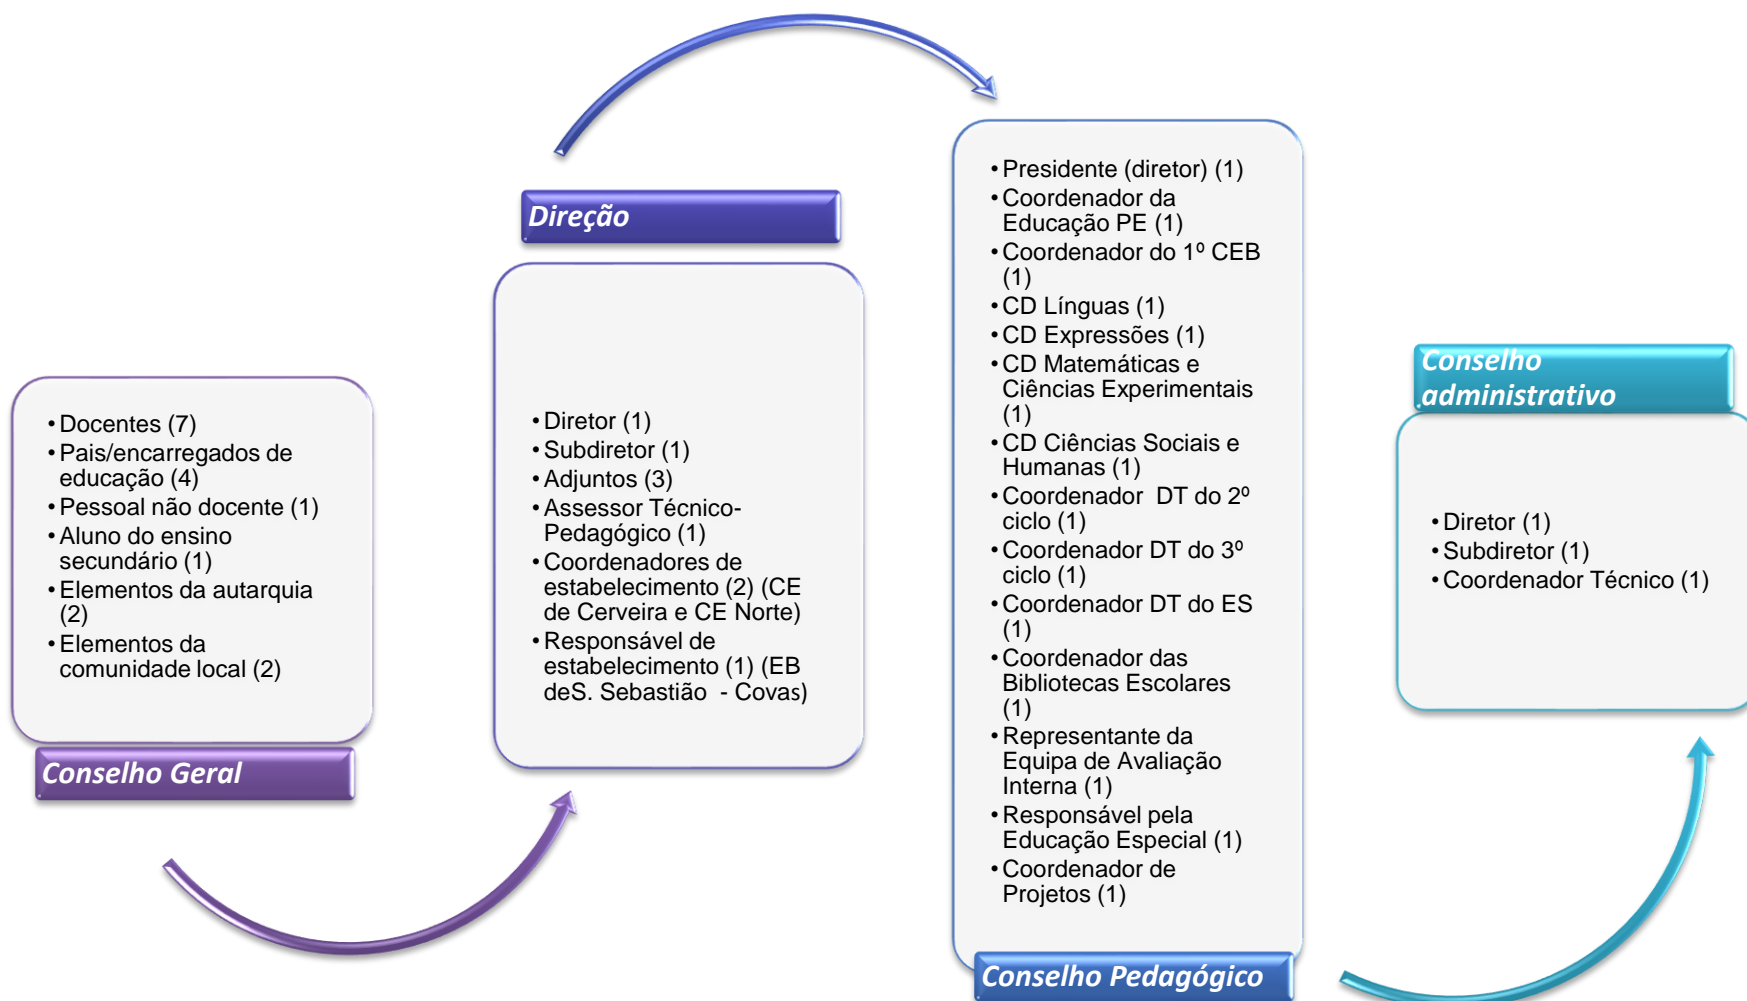 • Docentes (7)
• Pais/encarregados de
educação (4)
• Pessoal não docente (1)
• Aluno do ensino
secundário (1)
• Elementos da autarquia
(2)
• Elementos da
comunidade local (2)
Conselho Geral
Direção
• Diretor (1)
• Subdiretor (1)
• Adjuntos (3)
• Assessor Técnico-
Pedagógico (1)
• Coordenadores de
estabelecimento (2) (CE
de Cerveira e CE Norte)
• Responsável de
estabelecimento (1) (EB
deS. Sebastião - Covas)
• Presidente (diretor) (1)
• Coordenador da
Educação PE (1)
• Coordenador do 1º CEB
(1)
• CD Línguas (1)
• CD Expressões (1)
• CD Matemáticas e
Ciências Experimentais
(1)
• CD Ciências Sociais e
Humanas (1)
• Coordenador DT do 2º
ciclo (1)
• Coordenador DT do 3º
ciclo (1)
• Coordenador DT do ES
(1)
• Coordenador das
Bibliotecas Escolares
(1)
• Representante da
Equipa de Avaliação
Interna (1)
• Responsável pela
Educação Especial (1)
• Coordenador de
Projetos (1)
Conselho Pedagógico
Conselho
administrativo
• Diretor (1)
• Subdiretor (1)
• Coordenador Técnico (1)